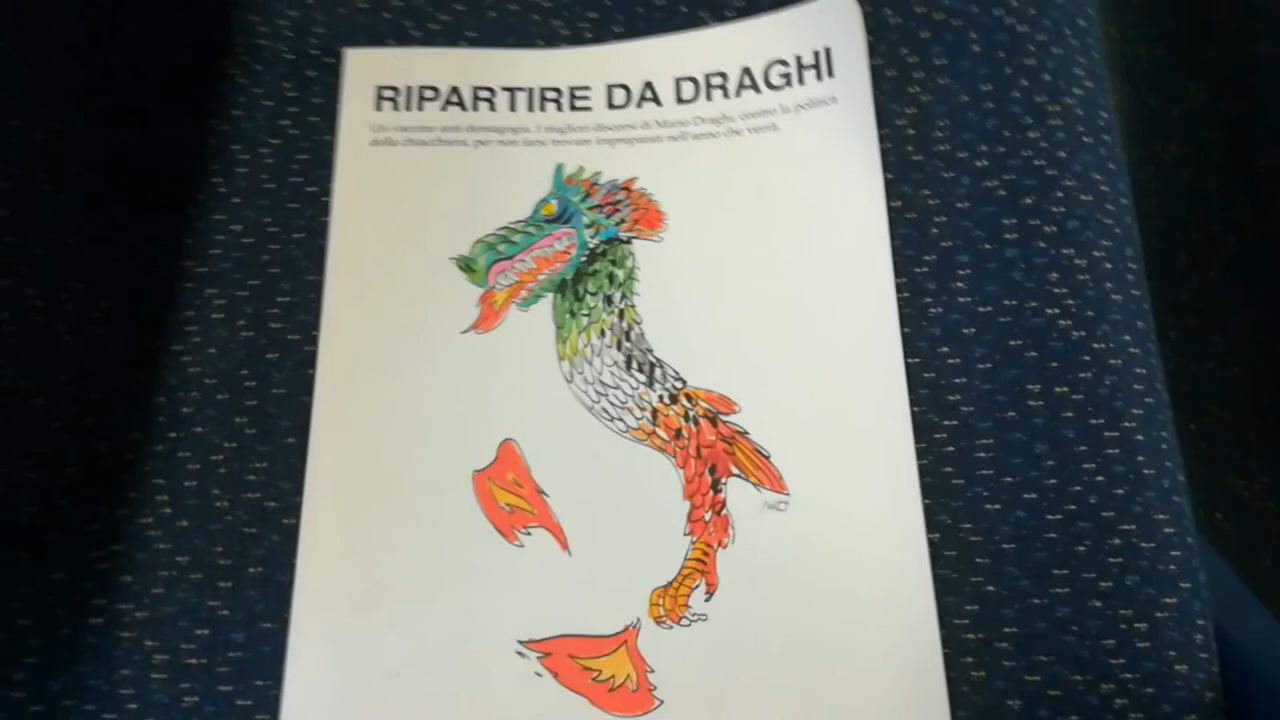 RIPARTIRE DA DRAGHI
Un vaccino anti demagogia. I migliori discorsi di Mario Draghi, contro la politica
della chiacchiera, per non farsi trovare impreparati nell'anno che verrà